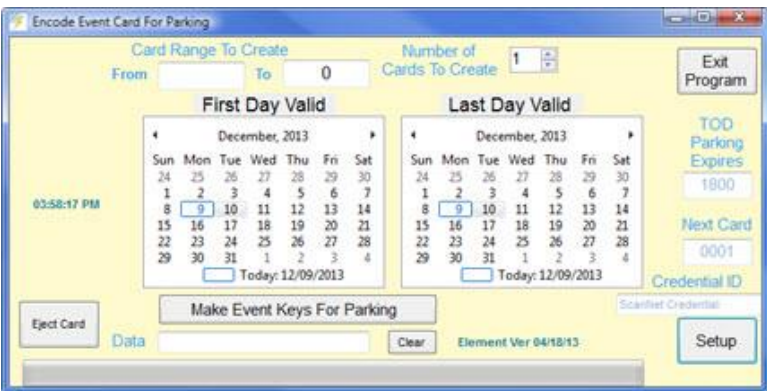 Encode Event Card For Parking
Card Range To Create
From To 0
Number of
Cards To Create 1
Exit
Program
First Day Valid
Last Day Valid
December, 2013
Sun Mon Tue Wed Thu Fri Sat
24 25 26 27 28 29 30
1 2 3 4 5 6 7
8 9 10 11 12 13 14
15 16 17 18 19 20 21
22 23 24 25 26 27 28
29 30 31 1 2 3 4
Today: 12/09/2013
December, 2013
Sun Mon Tue Wed Thu Fri Sat
24 25 26 27 28 29 30
1 2 3 4 5 6 7
8 9 10 11 12 13 14
15 16 17 18 19 20 21
22 23 24 25 26 27 28
29 30 31 1 2 3 4
Today: 12/09/2013
TOD
Parking
Expires
1800
03:58:17 PM
Next Card
0001
Credential ID
ScanNet Credential
Make Event Keys For Parking
Eject Card
Data
Clear
Element Ver 04/18/13
Setup